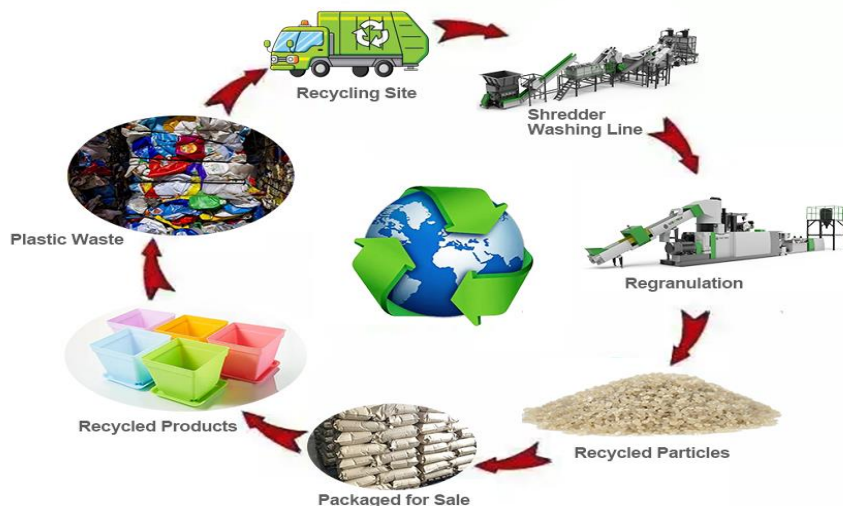 Recycling Site
Shredder
Washing Line
Plastic Waste
Regranulation
Recycled Products
Recycled Particles
Packaged for Sale